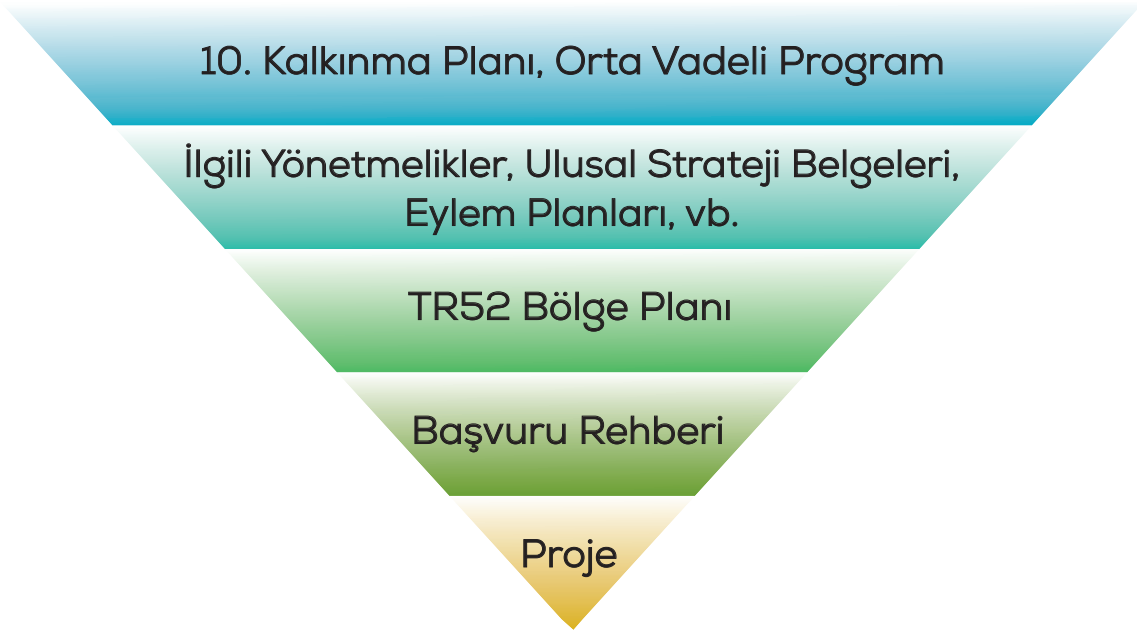 10. Kalkınma Planı, Orta Vadeli Program
İlgili Yönetmelikler, Ulusal Strateji Belgeleri,
Eylem Planları, vb.
TR52 Bölge Planı
Başvuru Rehberi
Proje